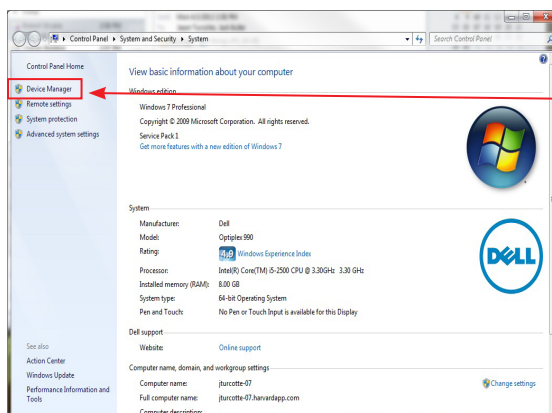 Control Panel ▸ System and Security ▸ System
Search Control Panel
Control Panel Home
Device Manager
Remote settings
System protection
Advanced system settings
See also
Action Center
Windows Update
Performance Information and
Tools
View basic information about your computer
Windows edition
Windows 7 Professional
Copyright © 2009 Microsoft Corporation. All rights reserved.
Service Pack 1
Get more features with a new edition of Windows 7
System
Manufacturer: Dell
Model: Optiplex 990
Rating: 4,9 Windows Experience Index
Processor: Intel(R) Core(TM) i5-2500 CPU @ 3.30GHz 3.30 GHz
Installed memory (RAM): 8.00 GB
System type: 64-bit Operating System
Pen and Touch: No Pen or Touch Input is available for this Display
DELL
Dell support
Website: Online support
Computer name, domain, and workgroup settings
Computer name: jturcotte-07
Change settings
Full computer name: jturcotte-07.harvardapp.com
Computer description: